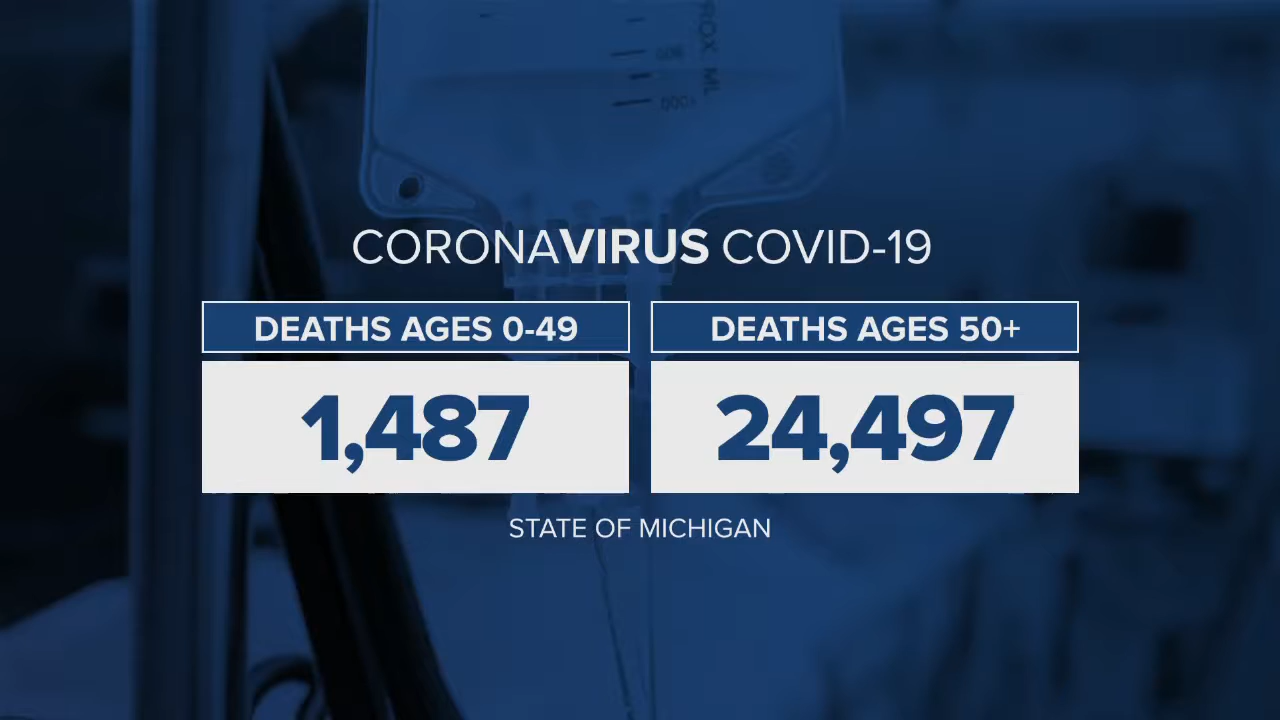 CORONAVIRUS COVID-19
DEATHS AGES 0-49
DEATHS AGES 50+
1,487
24,497
STATE OF MICHIGAN